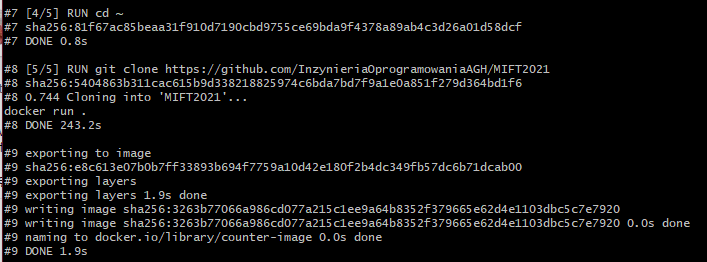 #7 [4/5] RUN cd ~
#7 sha256:81f67ac85beaa31f910d7190cbd9755ce69bda9f4378a89ab4c3d26a01d58dcf
#7 DONE 0.8s
#8 [5/5] RUN git clone https://github.com/InzynieriaOprogramowaniaAGH/MIFT2021
#8 sha256:5404863b311cac615b9d338218825974c6bda7bd7f9a1e0a851f279d364bd1f6
#8 0.744 Cloning into 'MIFT2021'...
docker run .
#8 DONE 243.2s
#9 exporting to image
#9 sha256:e8c613e07b0b7ff33893b694f7759a10d42e180f2b4dc349fb57dc6b71dcab00
#9 exporting layers
#9 exporting layers 1.9s done
#9 writing image sha256:3263b77066a986cd077a215c1ee9a64b8352f379665e62d4e1103dbc5c7e7920
#9 writing image sha256:3263b77066a986cd077a215c1ee9a64b8352f379665e62d4e1103dbc5c7e7920 0.0s done
#9 naming to docker.io/library/counter-image 0.0s done
#9 DONE 1.9s